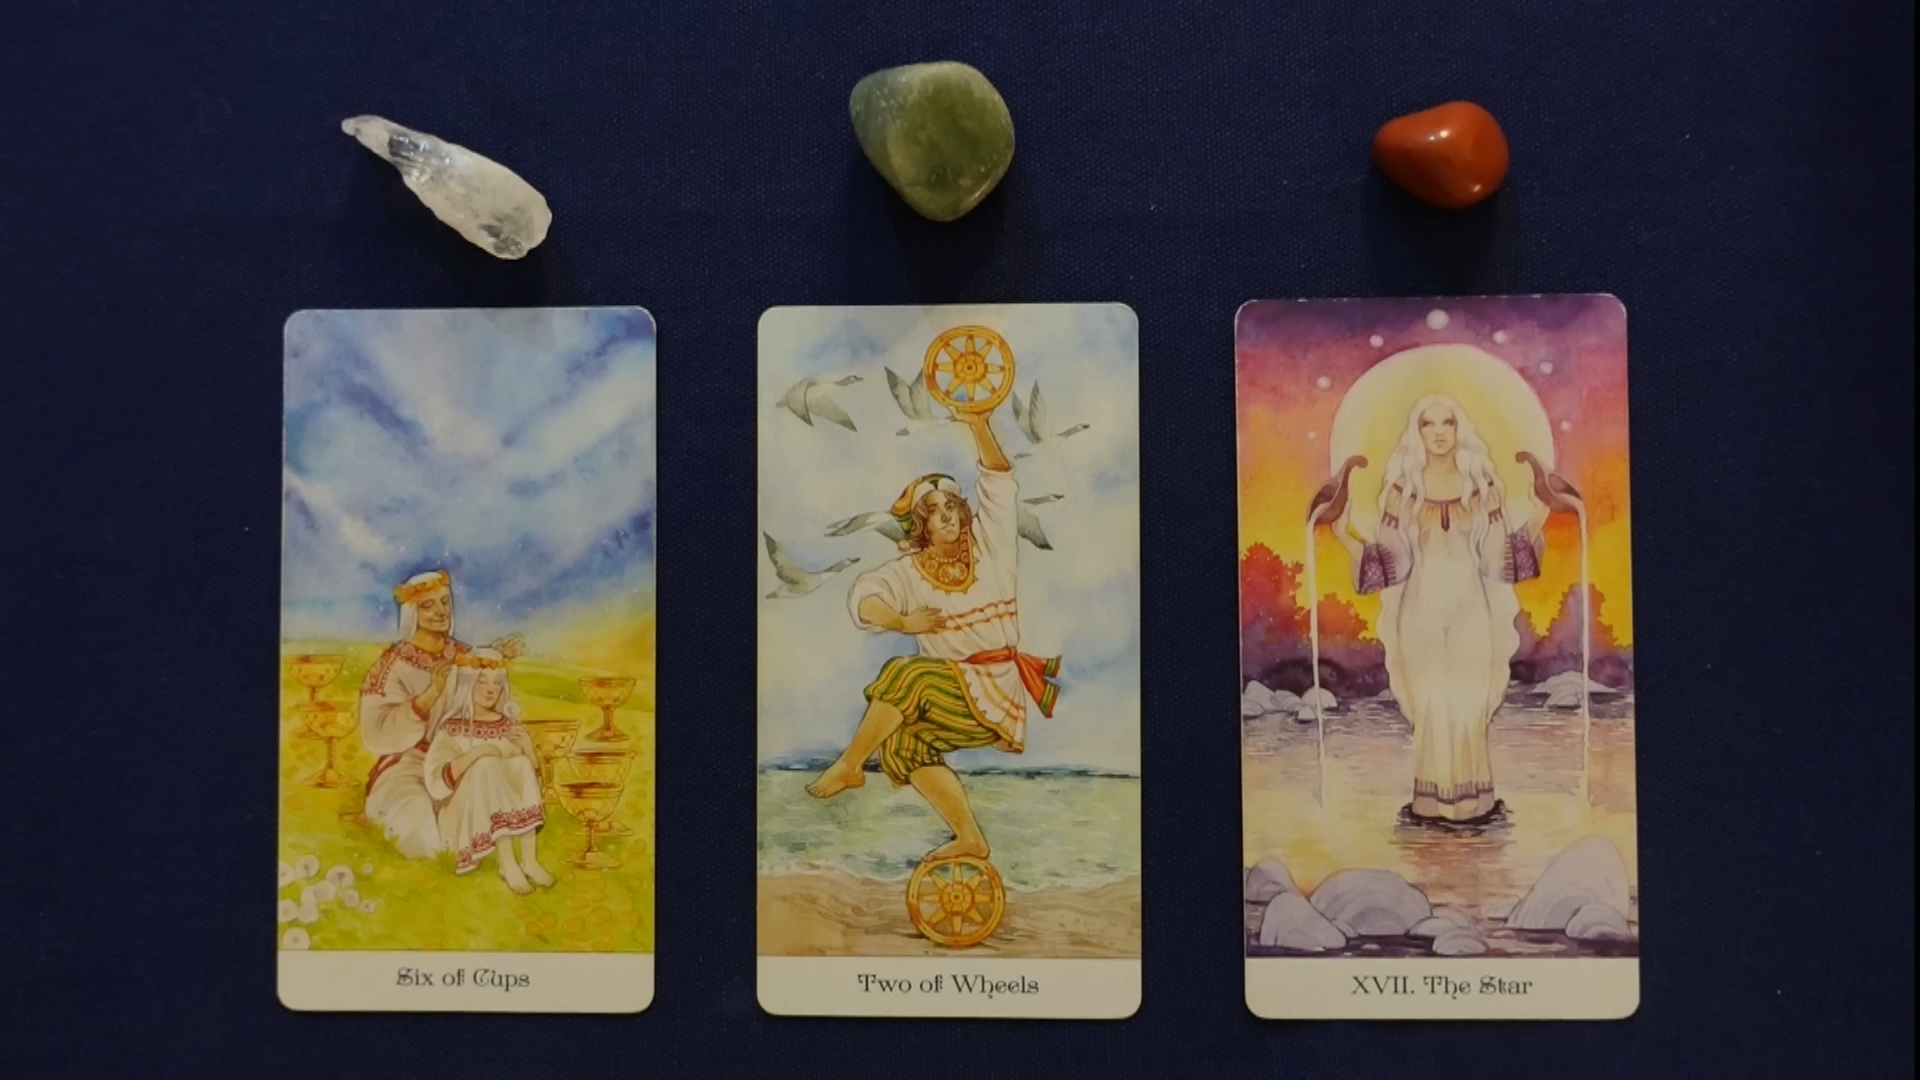 Six of Cups
Two of Wheels
XVII. The Star